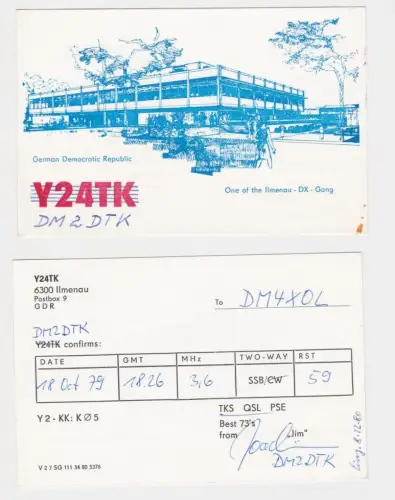 German Democratic Republic
Y24TK
One of the Ilmenau - DX - Gang
DM2DTK
Y24TK
6300 Ilmenau
Postbox 9
GDR
To DM4XOL
DM2DTK
Y24TK confirms:
DATE GMT MHz TWO-WAY RST
18 Oct 79 18.26 3,6 SSB/CW 59
Y2-KK: KØ5
TKS QSL PSE
Best 73's
from "Jim"
DM2DTK
V 2 7 SG 111 34 80 5376